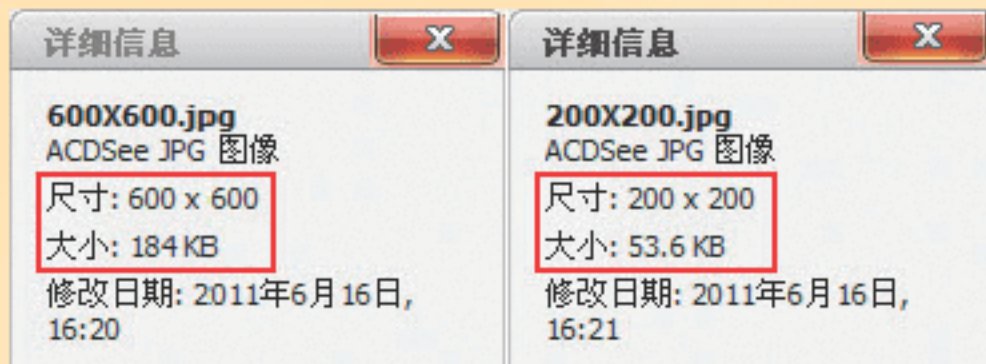 详细信息
600X600.jpg
ACDSee JPG 图像
尺寸: 600 x 600
大小: 184 KB
修改日期: 2011年6月16日,
16:20
详细信息
200X200.jpg
ACDSee JPG 图像
尺寸: 200 x 200
大小: 53.6 KB
修改日期: 2011年6月16日,
16:21